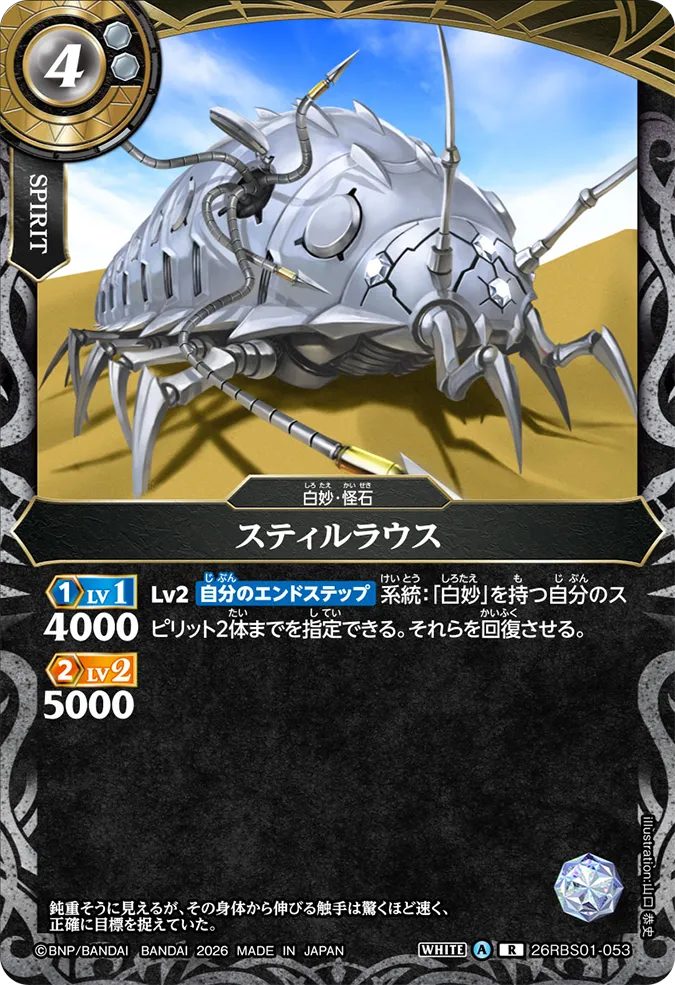 4
SPIRIT
白妙・怪石
スティルラウス
1 LV1
4000
2 LV2
5000
Lv2 自分のエンドステップ 系統：「白妙」を持つ自分のス
ピリット2体までを指定できる。それらを回復させる。
鈍重そうに見えるが、その身体から伸びる触手は驚くほど速く、
正確に目標を捉えていた。
illustration:山口 恭史
©BNP/BANDAI BANDAI 2026 MADE IN JAPAN WHITE A R 26RBS01-053